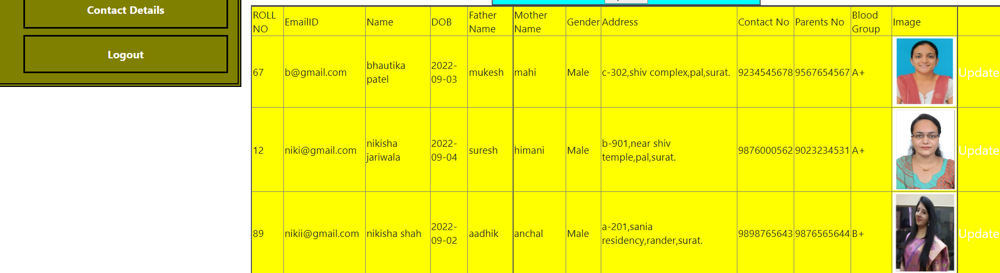 Contact Details
Logout
ROLL NO EmailID Name DOB Father Name Mother Name Gender Address Contact No Parents No Blood Group Image
67 b@gmail.com bhautika patel 2022-09-03 mukesh mahi Male c-302,shiv complex,pal,surat. 9234545678 9567654567 A+ Update
12 niki@gmail.com nikisha jariwala 2022-09-04 suresh himani Male b-901,near shiv temple,pal,surat. 9876000562 9023234531 A+ Update
89 nikii@gmail.com nikisha shah 2022-09-02 aadhik anchal Male a-201,sania residency,rander,surat. 9898765643 9876565644 B+ Update